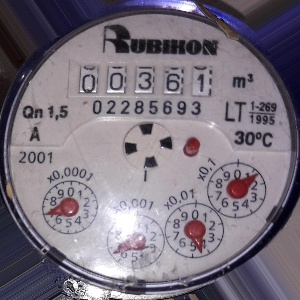 RUBIKON
00361 m³
02285693
Qn 1,5
A
LT 1-269
1995
30°C
2001
x0,0001
x0,001
x0,01
x0,1
I